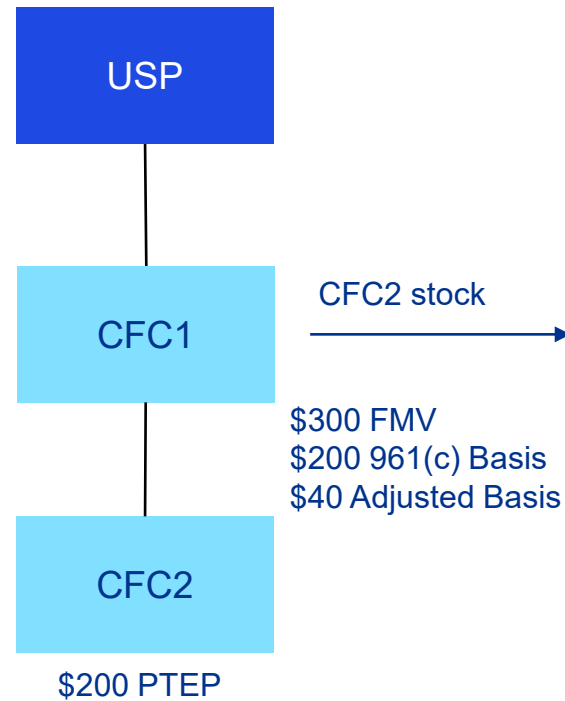 USP
CFC1
CFC2 stock
$300 FMV
$200 961(c) Basis
$40 Adjusted Basis
CFC2
$200 PTEP